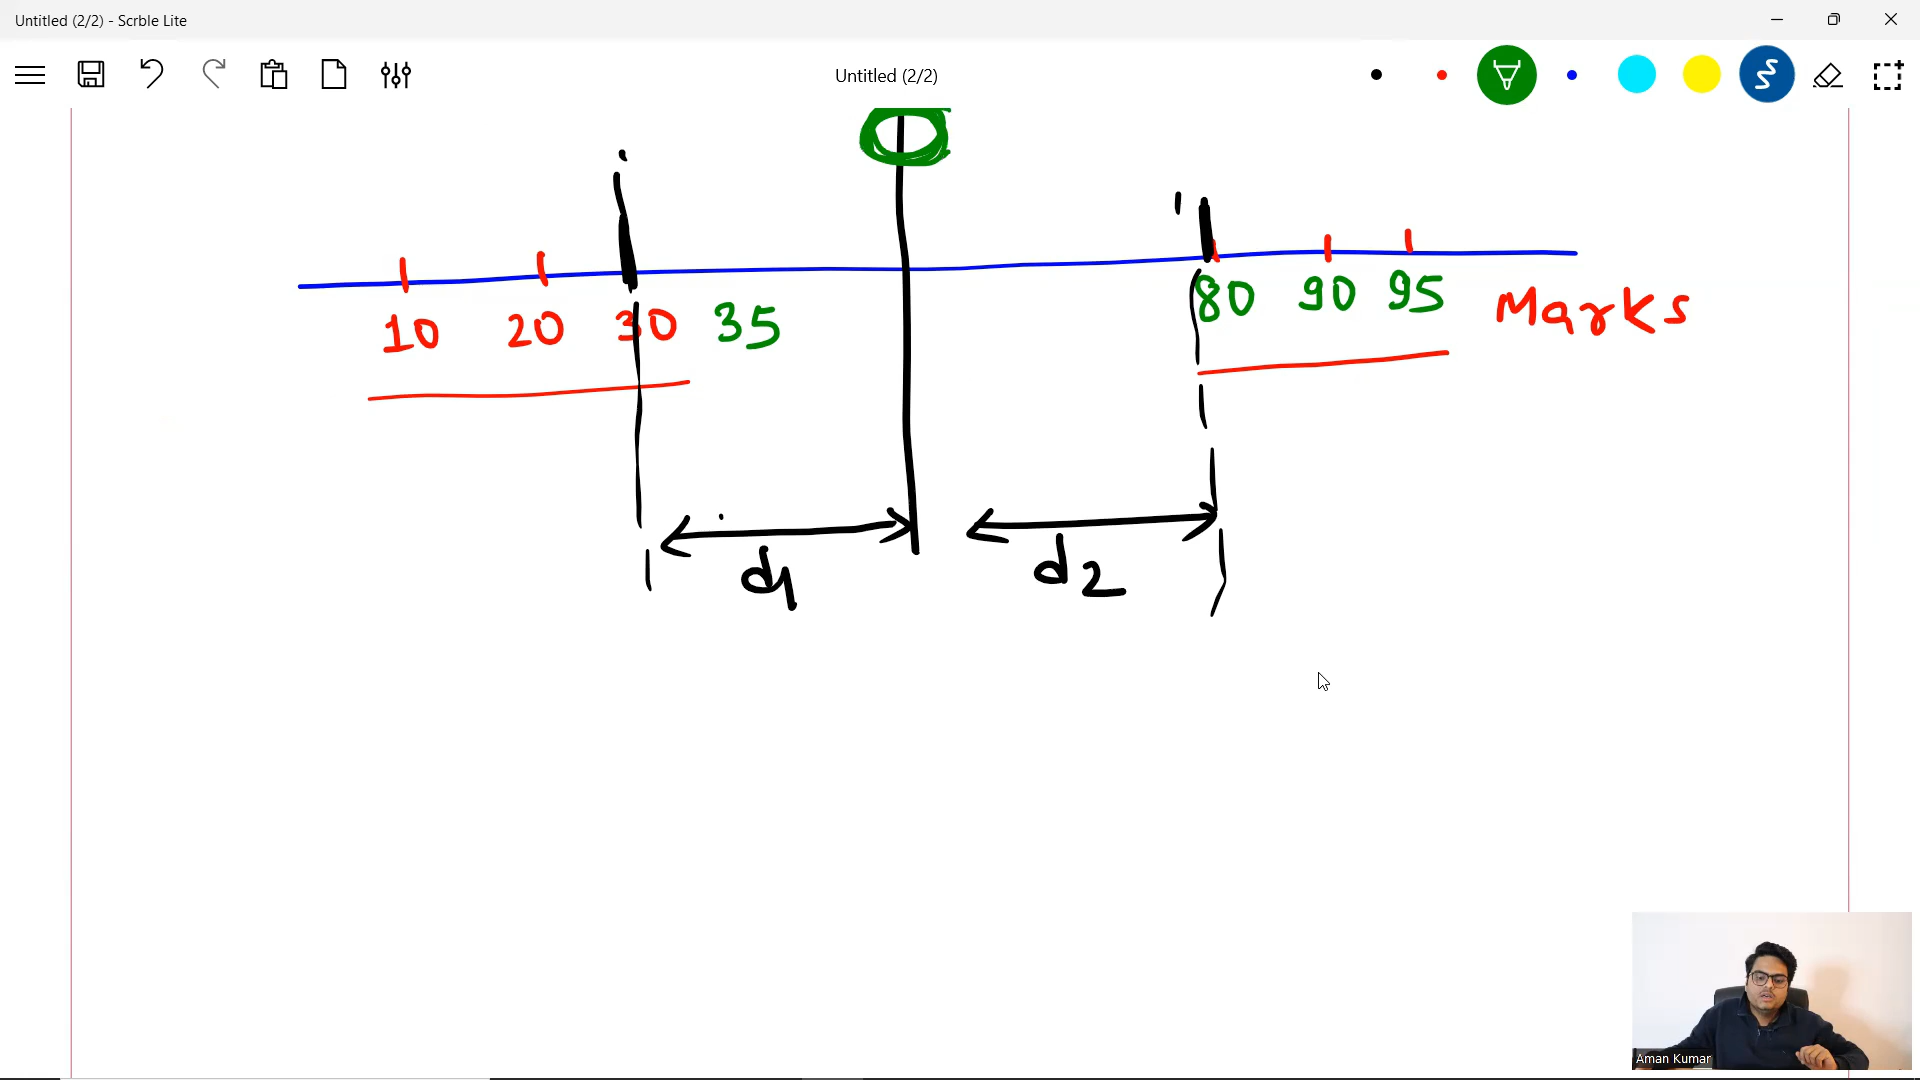 Untitled (2/2) - Scrble Lite
Untitled (2/2)
10 20 30 35 80 90 95 Marks
d1 d2
Aman Kumar